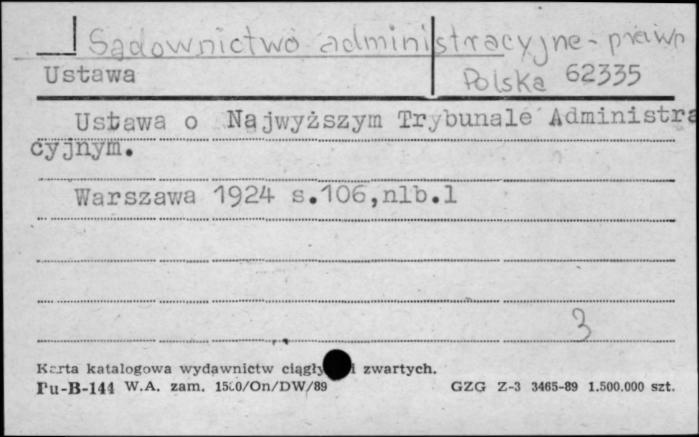 Sądownictwo administracyjne - prawo
Ustawa
Polska 62335
Ustawa o Najwyższym Trybunale Administra
cyjnym.
Warszawa 1924 s.106,nlb.1
3
Karta katalogowa wydawnictw ciągły i zwartych.
Pu-B-144 W.A. zam. 1500/On/DW/89 GZG Z-3 3465-89 1.500.000 szt.